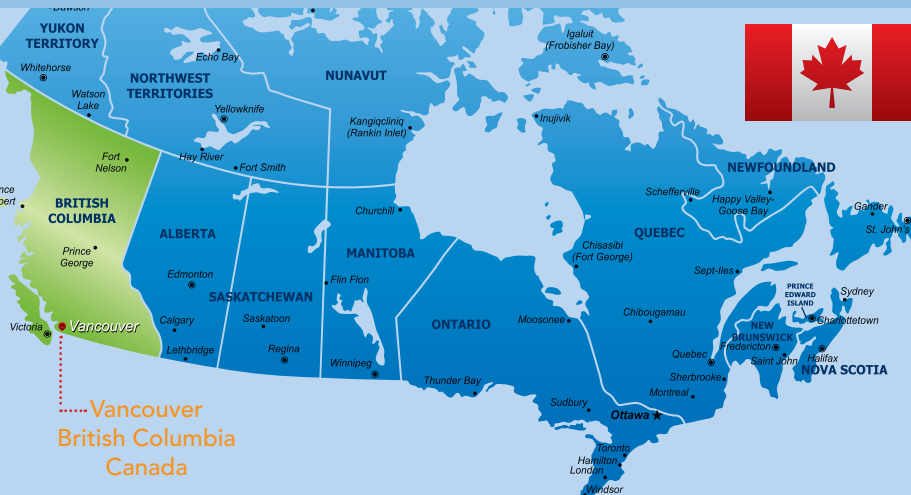 Dawson
YUKON
TERRITORY
Whitehorse
Watson
Lake
Echo Bay
NORTHWEST
TERRITORIES
Yellowknife
Hay River
Fort Smith
NUNAVUT
Kangiqcliniq
(Rankin Inlet)
Igaluit
(Frobisher Bay)
Inujivik
Fort
Nelson
BRITISH
COLUMBIA
Prince
George
Victoria
Vancouver
ALBERTA
Edmonton
Calgary
Lethbridge
SASKATCHEWAN
Saskatoon
Regina
Churchill
MANITOBA
Flin Flon
Winnipeg
ONTARIO
Thunder Bay
Moosonee
Sudbury
Ottawa
Toronto
Hamilton
London
Windsor
QUEBEC
Schefferville
Chisasibi
(Fort George)
Sept-Iles
Chibougamau
Quebec
Sherbrooke
Montreal
NEWFOUNDLAND
Happy Valley-
Goose Bay
Gander
St. John's
PRINCE
EDWARD
ISLAND
Charlottetown
Sydney
NEW
BRUNSWICK
Fredericton
Saint John
Halifax
NOVA SCOTIA
Vancouver
British Columbia
Canada